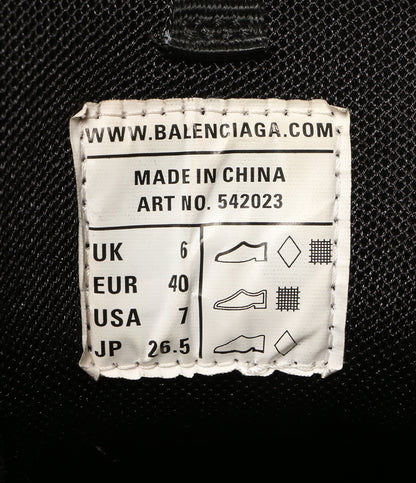 WWW.BALENCIAGA.COM
MADE IN CHINA
ART NO. 542023
UK 6
EUR 40
USA 7
JP 26.5